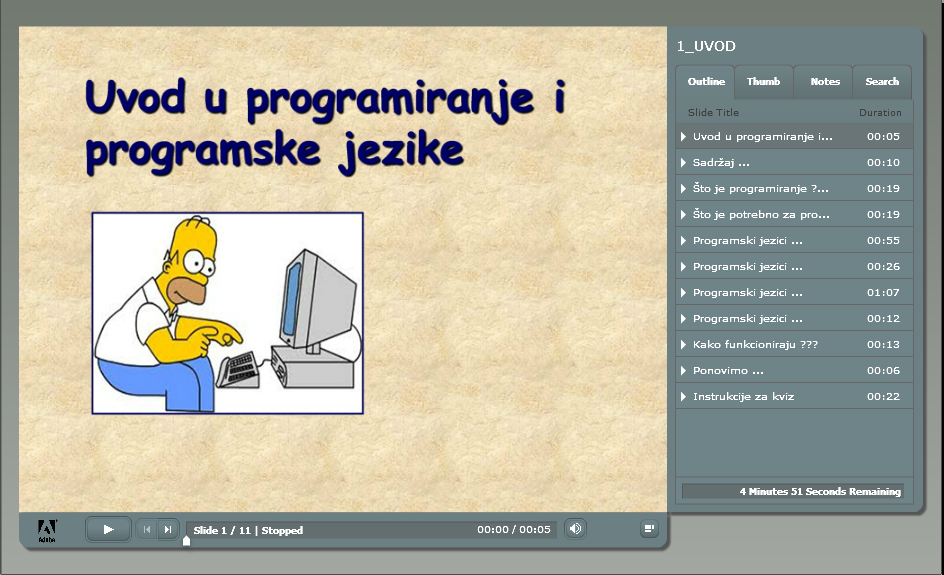 Uvod u programiranje i
programske jezike
1_UVOD
Outline Thumb Notes Search
Slide Title Duration
Uvod u programiranje i... 00:05
Sadržaj ... 00:10
Što je programiranje ?... 00:19
Što je potrebno za pro... 00:19
Programski jezici ... 00:55
Programski jezici ... 00:26
Programski jezici ... 01:07
Programski jezici ... 00:12
Kako funkcioniraju ??? 00:13
Ponovimo ... 00:06
Instrukcije za kviz 00:22
4 Minutes 51 Seconds Remaining
Adobe
Slide 1 / 11 | Stopped 00:00 / 00:05